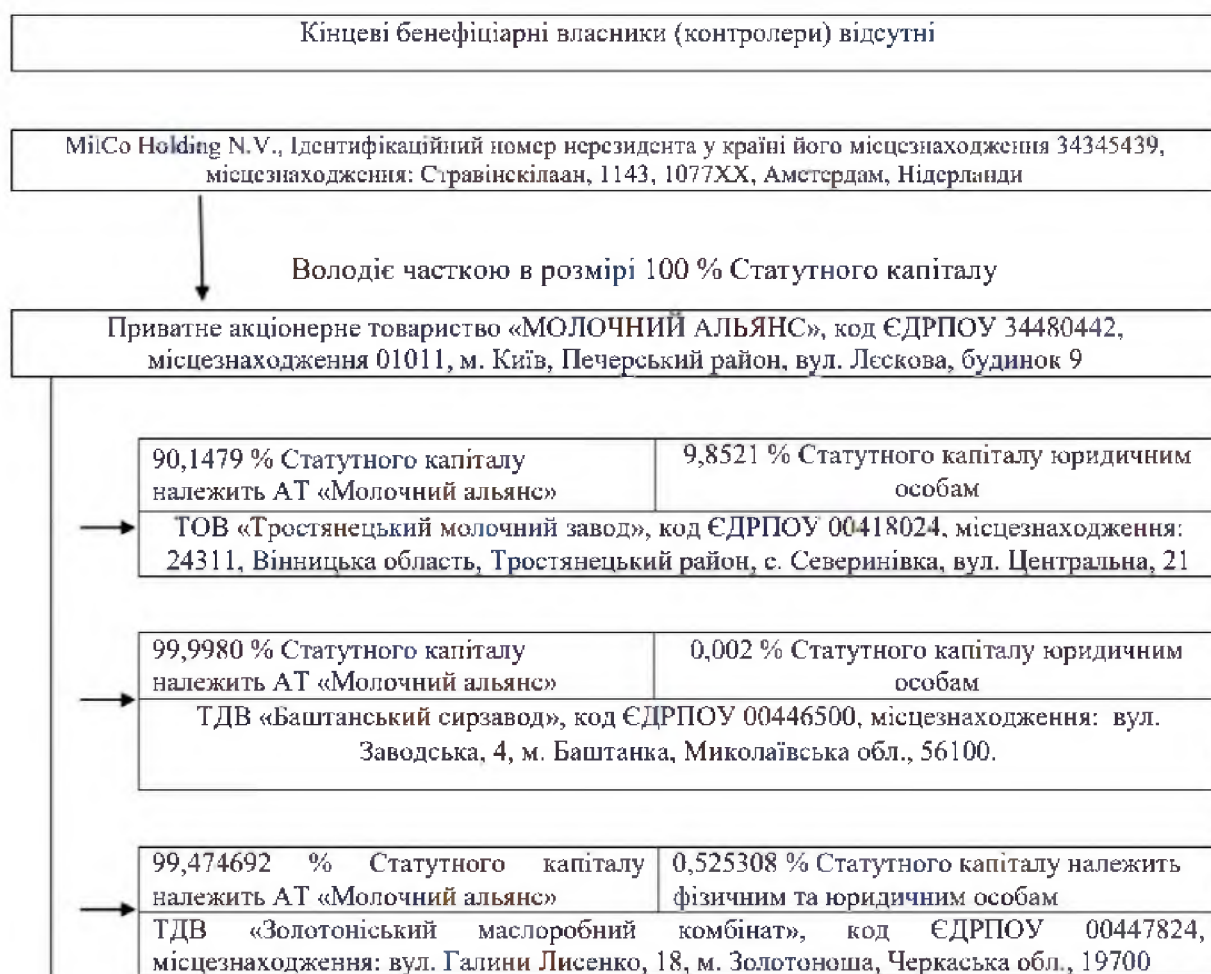 Кінцеві бенефіціарні власники (контролери) відсутні
MilCo Holding N.V., Ідентифікаційний номер нерезидента у країні його місцезнаходження 34345439,
місцезнаходження: Стравінскілаан, 1143, 1077XX, Амстердам, Нідерланди
Володіє часткою в розмірі 100 % Статутного капіталу
Приватне акціонерне товариство «МОЛОЧНИЙ АЛЬЯНС», код ЄДРПОУ 34480442,
місцезнаходження 01011, м. Київ, Печерський район, вул. Лєскова, будинок 9
90,1479 % Статутного капіталу
належить АТ «Молочний альянс»
9,8521 % Статутного капіталу юридичним
особам
ТОВ «Тростянецький молочний завод», код ЄДРПОУ 00418024, місцезнаходження:
24311, Вінницька область, Тростянецький район, с. Северинівка, вул. Центральна, 21
99,9980 % Статутного капіталу
належить АТ «Молочний альянс»
0,002 % Статутного капіталу юридичним
особам
ТДВ «Баштанський сирзавод», код ЄДРПОУ 00446500, місцезнаходження: вул.
Заводська, 4, м. Баштанка, Миколаївська обл., 56100.
99,474692 % Статутного капіталу
належить АТ «Молочний альянс»
0,525308 % Статутного капіталу належить
фізичним та юридичним особам
ТДВ «Золотоніський маслоробний комбінат», код ЄДРПОУ 00447824,
місцезнаходження: вул. Галини Лисенко, 18, м. Золотоноша, Черкаська обл., 19700